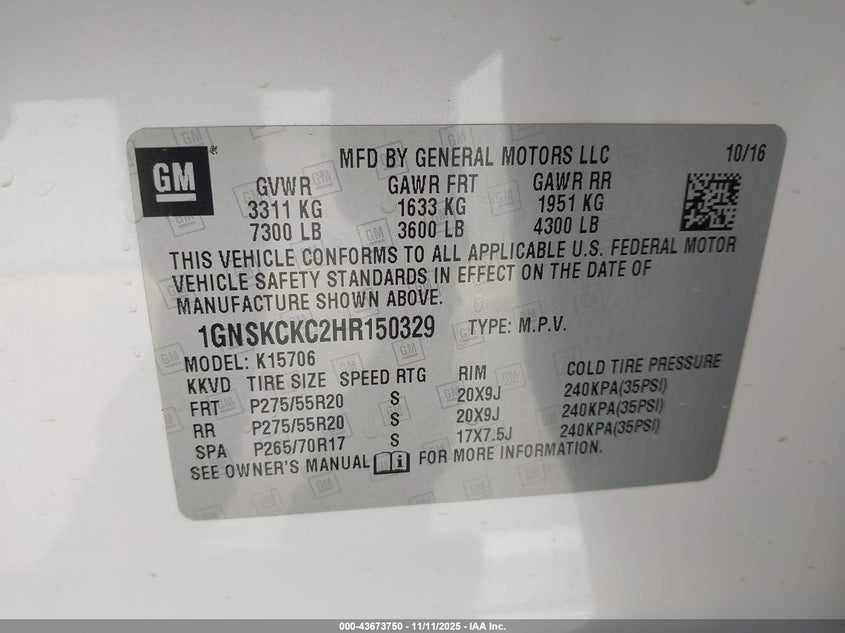 GM
MFD BY GENERAL MOTORS LLC 10/16
GVWR GAWR FRT GAWR RR
3311 KG 1633 KG 1951 KG
7300 LB 3600 LB 4300 LB
THIS VEHICLE CONFORMS TO ALL APPLICABLE U.S. FEDERAL MOTOR
VEHICLE SAFETY STANDARDS IN EFFECT ON THE DATE OF
MANUFACTURE SHOWN ABOVE.
1GNSKCKC2HR150329 TYPE: M.P.V.
MODEL: K15706
KKVD TIRE SIZE SPEED RTG RIM COLD TIRE PRESSURE
FRT P275/55R20 S 20X9J 240KPA(35PSI)
RR P275/55R20 S 20X9J 240KPA(35PSI)
SPA P265/70R17 S 17X7.5J 240KPA(35PSI)
SEE OWNER'S MANUAL FOR MORE INFORMATION.
000-43673750 - 11/11/2025 - IAA Inc.